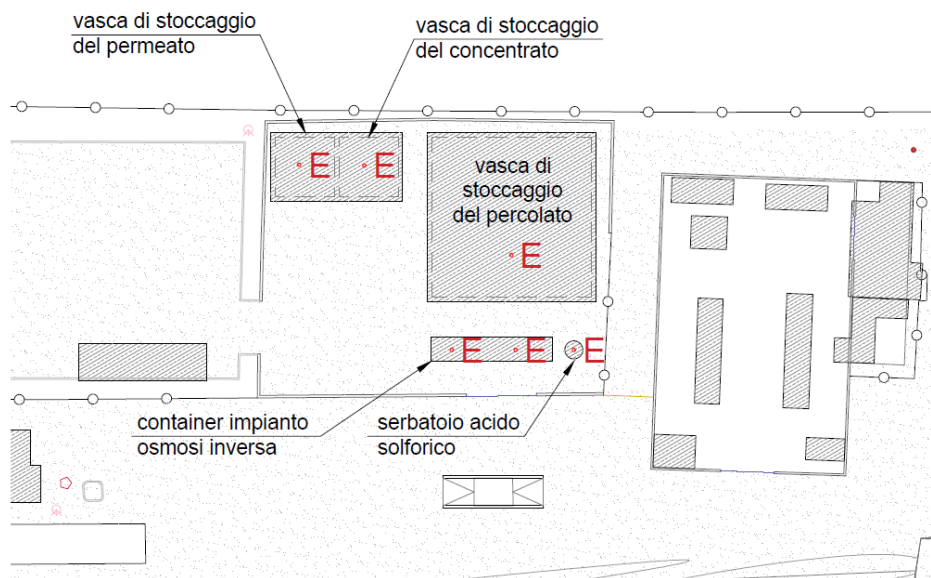 vasca di stoccaggio
del permeato
vasca di stoccaggio
del concentrato
E
E
vasca di
stoccaggio
del percolato
E
E
E
E
container impianto
osmosi inversa
serbatoio acido
solforico